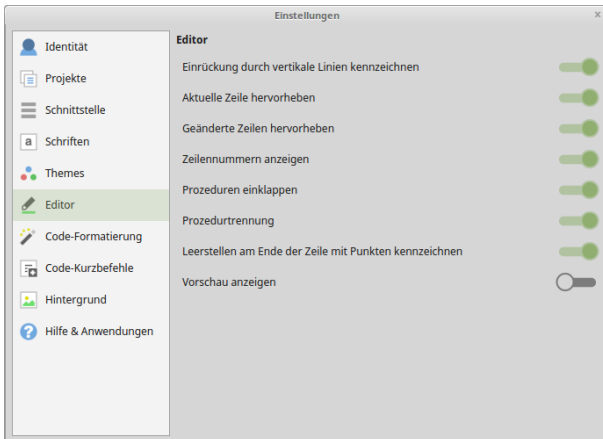 Einstellungen
x
Identität
Projekte
Schnittstelle
a Schriften
Themes
Editor
Code-Formatierung
Code-Kurzbefehle
Hintergrund
? Hilfe & Anwendungen
Editor
Einrückung durch vertikale Linien kennzeichnen
Aktuelle Zeile hervorheben
Geänderte Zeilen hervorheben
Zeilennummern anzeigen
Prozeduren einklappen
Prozedurtrennung
Leerstellen am Ende der Zeile mit Punkten kennzeichnen
Vorschau anzeigen